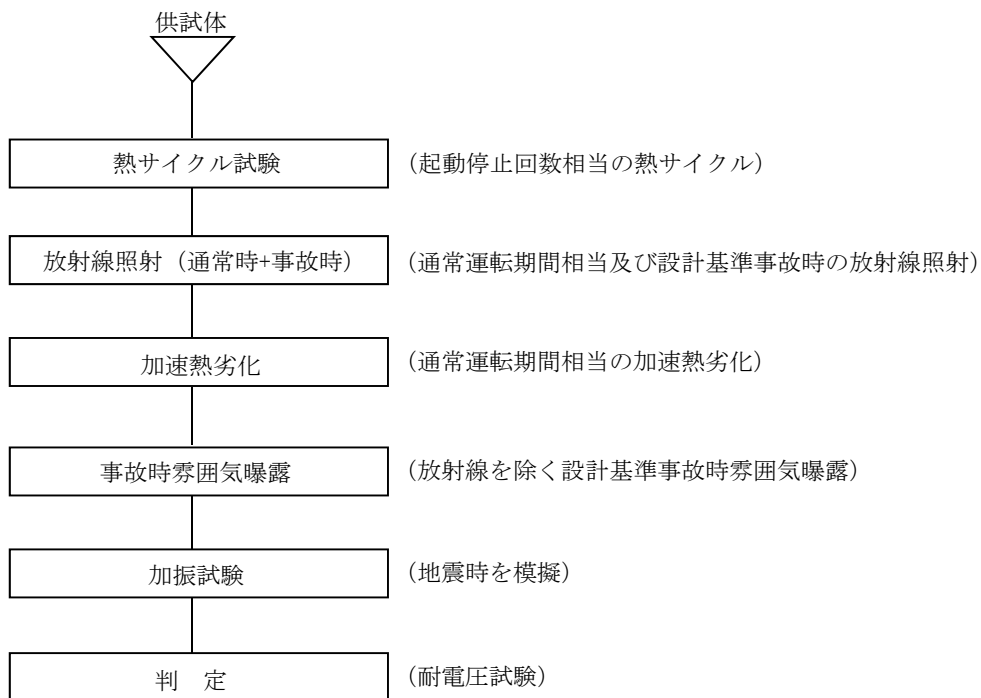 供試体
熱サイクル試験 （起動停止回数相当の熱サイクル）
放射線照射（通常時+事故時） （通常運転期間相当及び設計基準事故時の放射線照射）
加速熱劣化 （通常運転期間相当の加速熱劣化）
事故時雰囲気曝露 （放射線を除く設計基準事故時雰囲気曝露）
加振試験 （地震時を模擬）
判　定 （耐電圧試験）